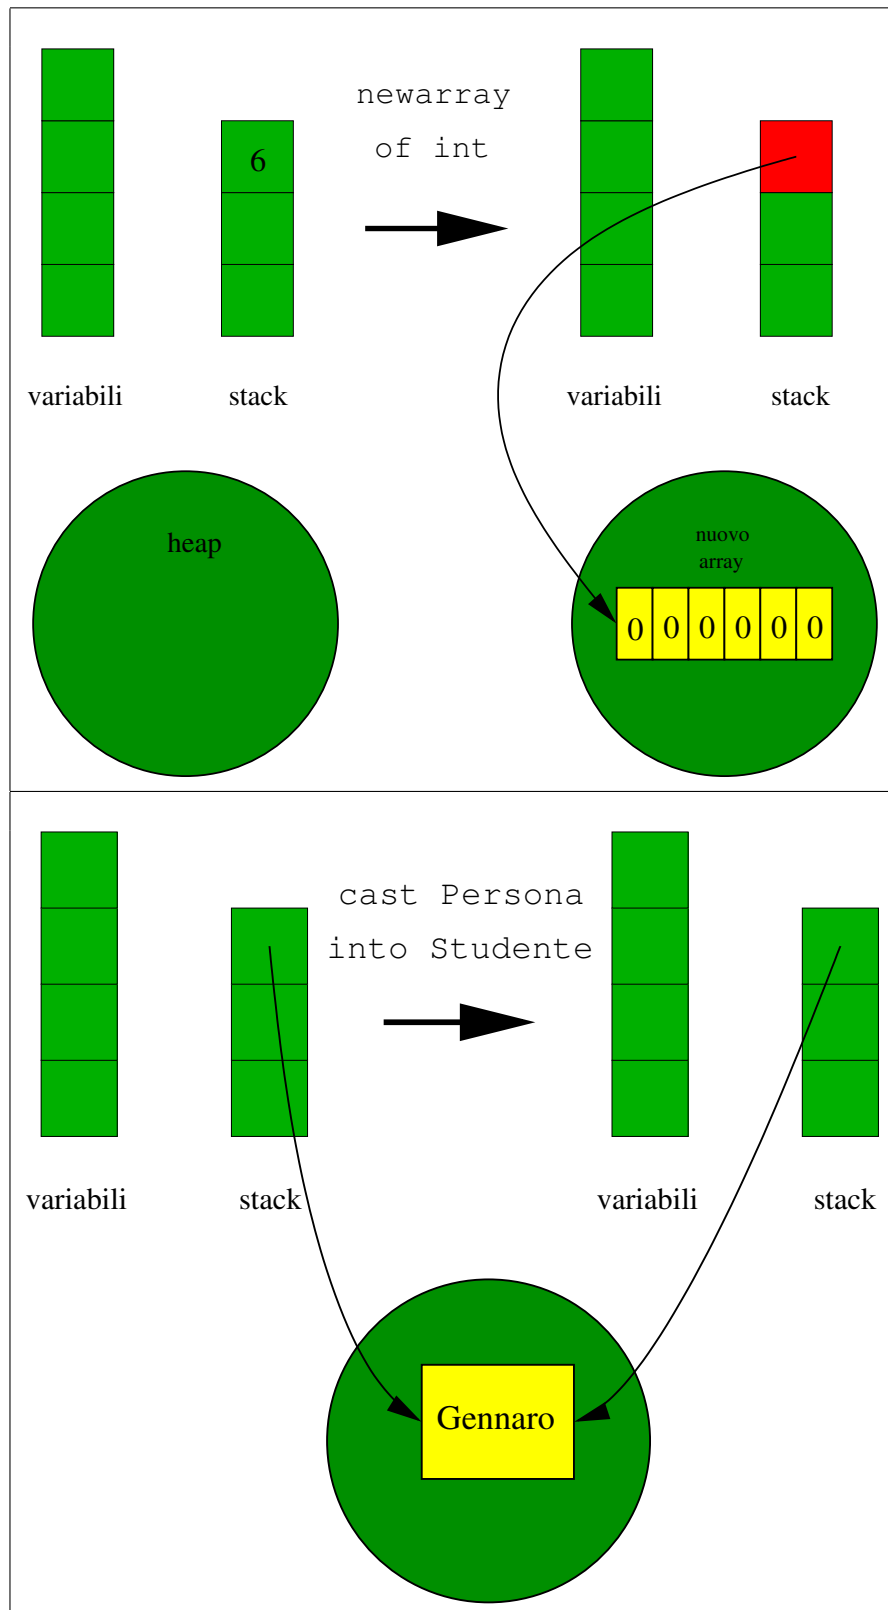 newarray
of int
6
variabili
stack
variabili
stack
heap
nuovo
array
0 0 0 0 0 0
cast Persona
into Studente
variabili
stack
variabili
stack
Gennaro